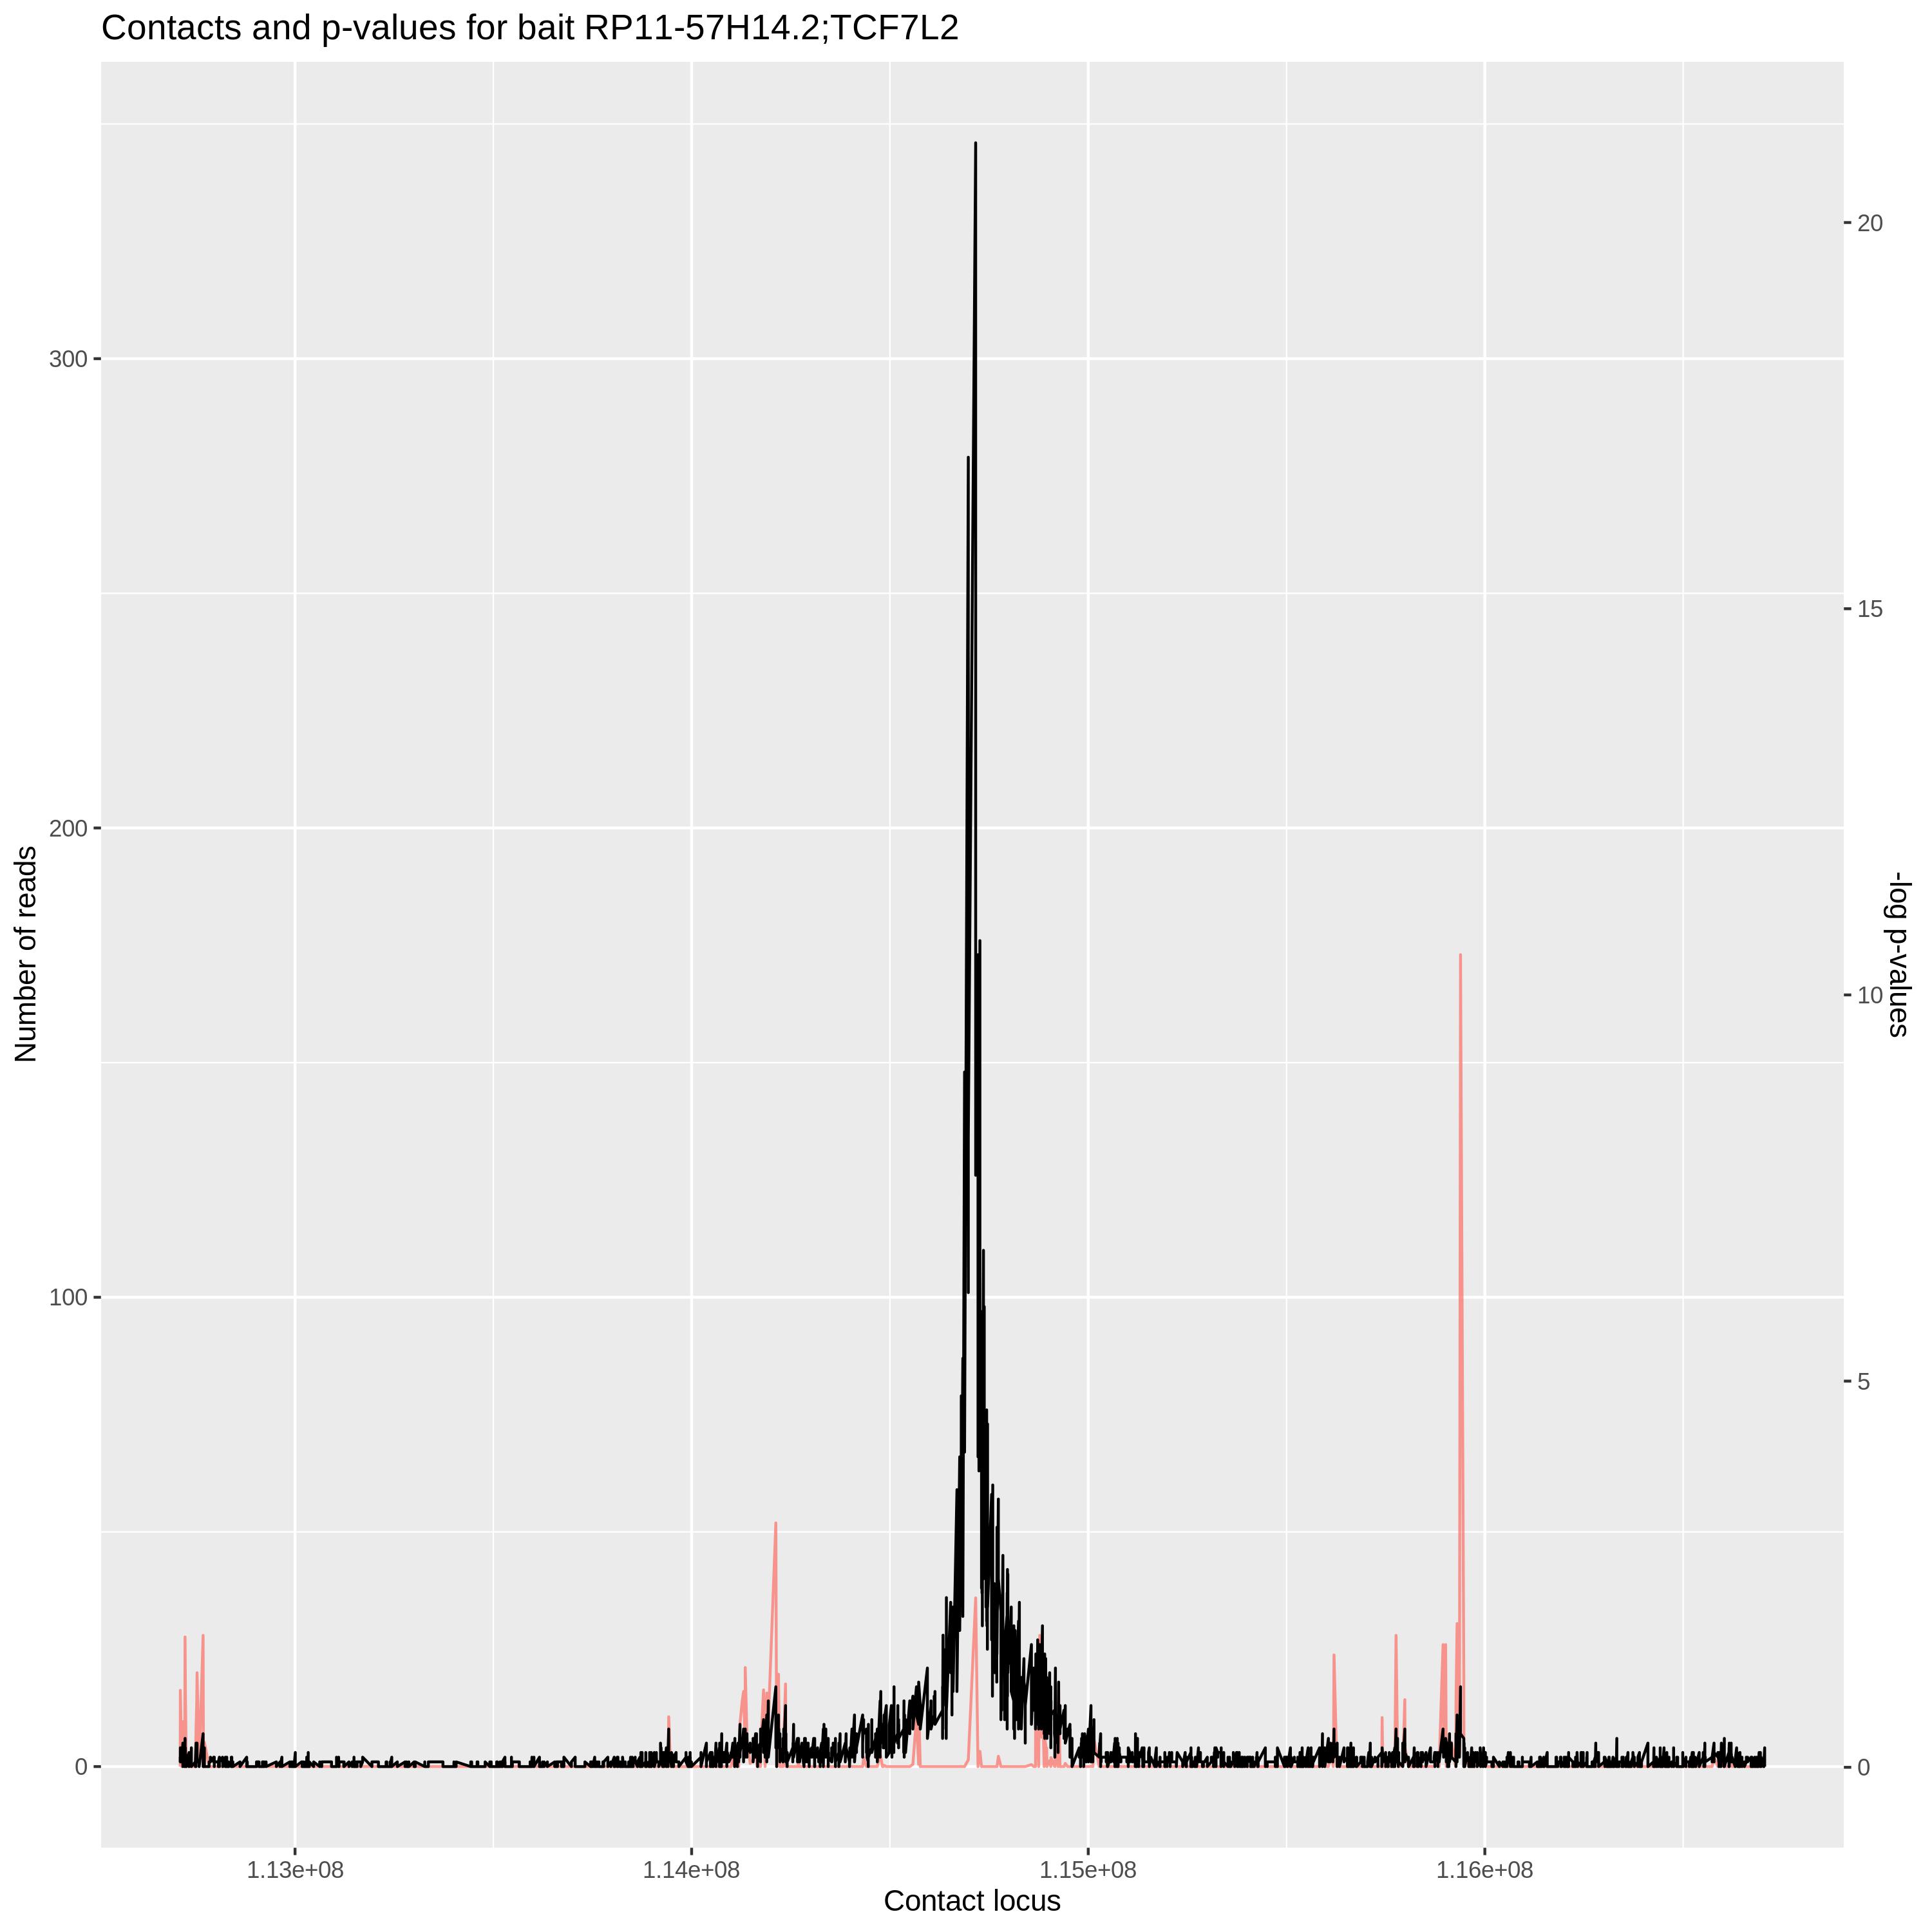 Contacts and p-values for bait RP11-57H14.2;TCF7L2
300
200
100
0
Number of reads
20
15
10
5
0
-log p-values
1.13e+08
1.14e+08
1.15e+08
1.16e+08
Contact locus